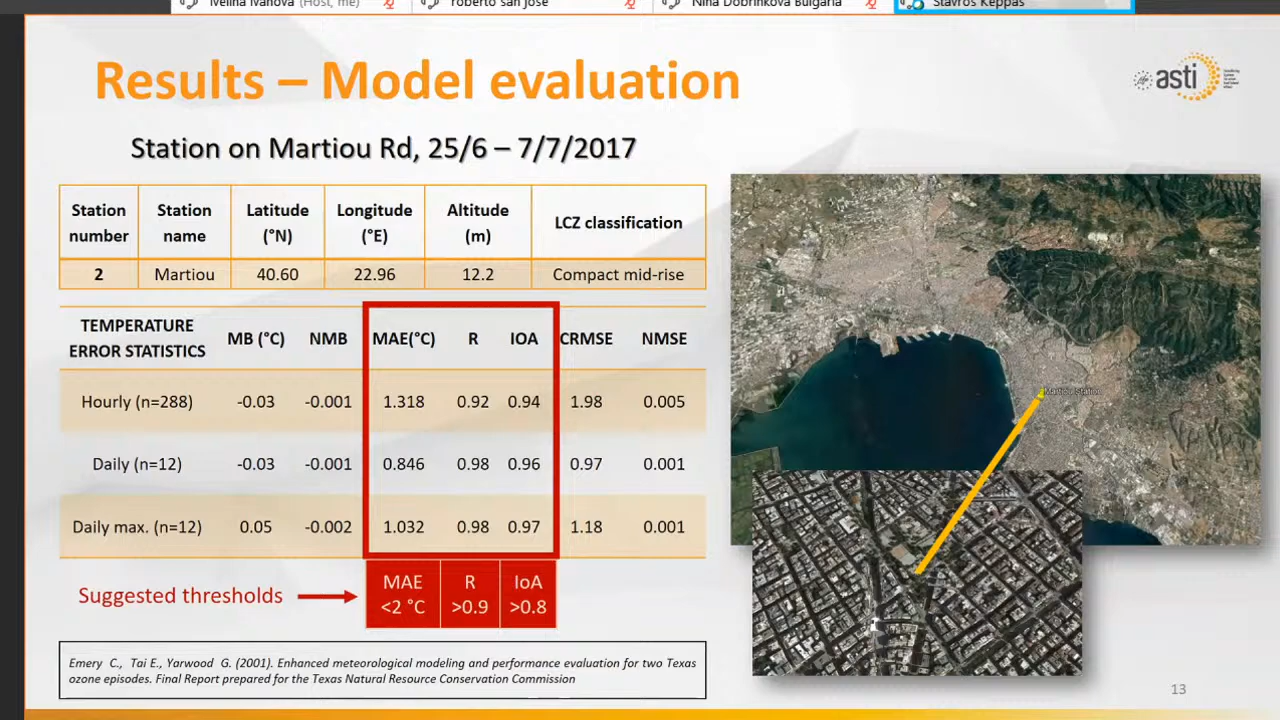 Ivelina Ivanova (Host, me)
roberto san jose
Nina Dobrinkova Bulgaria
Stavros Keppas
Results – Model evaluation
asti
Station on Martiou Rd, 25/6 – 7/7/2017
Station number Station name Latitude (°N) Longitude (°E) Altitude (m) LCZ classification
2 Martiou 40.60 22.96 12.2 Compact mid-rise
TEMPERATURE ERROR STATISTICS MB (°C) NMB MAE(°C) R IOA CRMSE NMSE
Hourly (n=288) -0.03 -0.001 1.318 0.92 0.94 1.98 0.005
Daily (n=12) -0.03 -0.001 0.846 0.98 0.96 0.97 0.001
Daily max. (n=12) 0.05 -0.002 1.032 0.98 0.97 1.18 0.001
Suggested thresholds
MAE <2 °C R >0.9 IoA >0.8
Martiou Station
Emery C., Tai E., Yarwood G. (2001). Enhanced meteorological modeling and performance evaluation for two Texas
ozone episodes. Final Report prepared for the Texas Natural Resource Conservation Commission
13